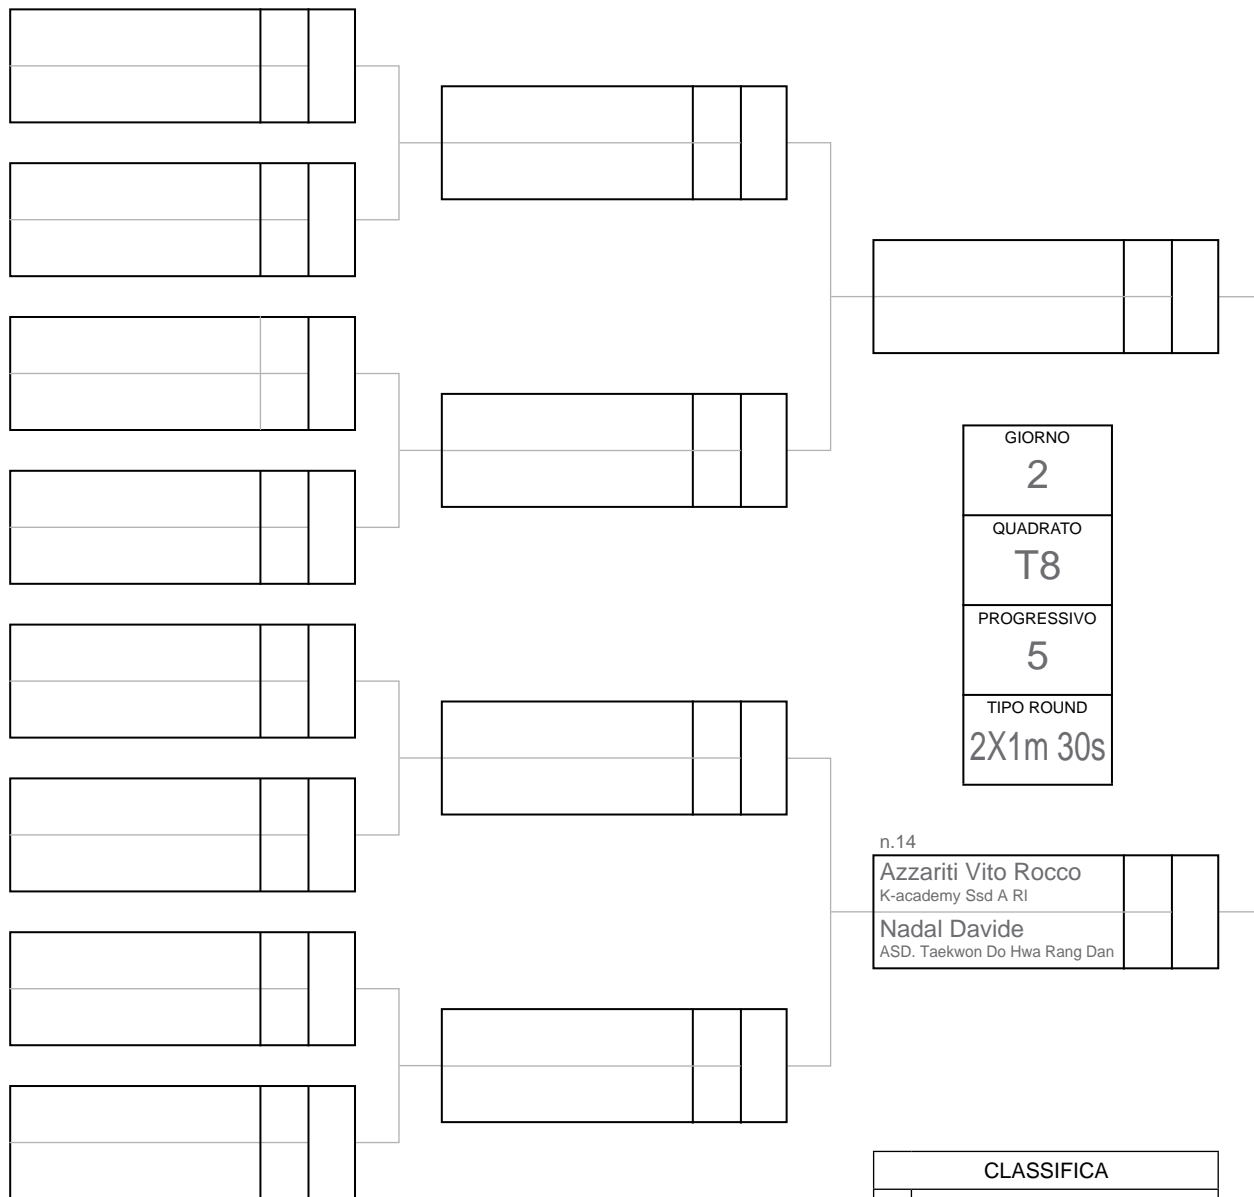 GIORNO
2
QUADRATO
T8
PROGRESSIVO
5
TIPO ROUND
2X1m 30s
n.14
Azzariti Vito Rocco
K-academy Ssd A Rl
Nadal Davide
ASD. Taekwon Do Hwa Rang Dan
CLASSIFICA